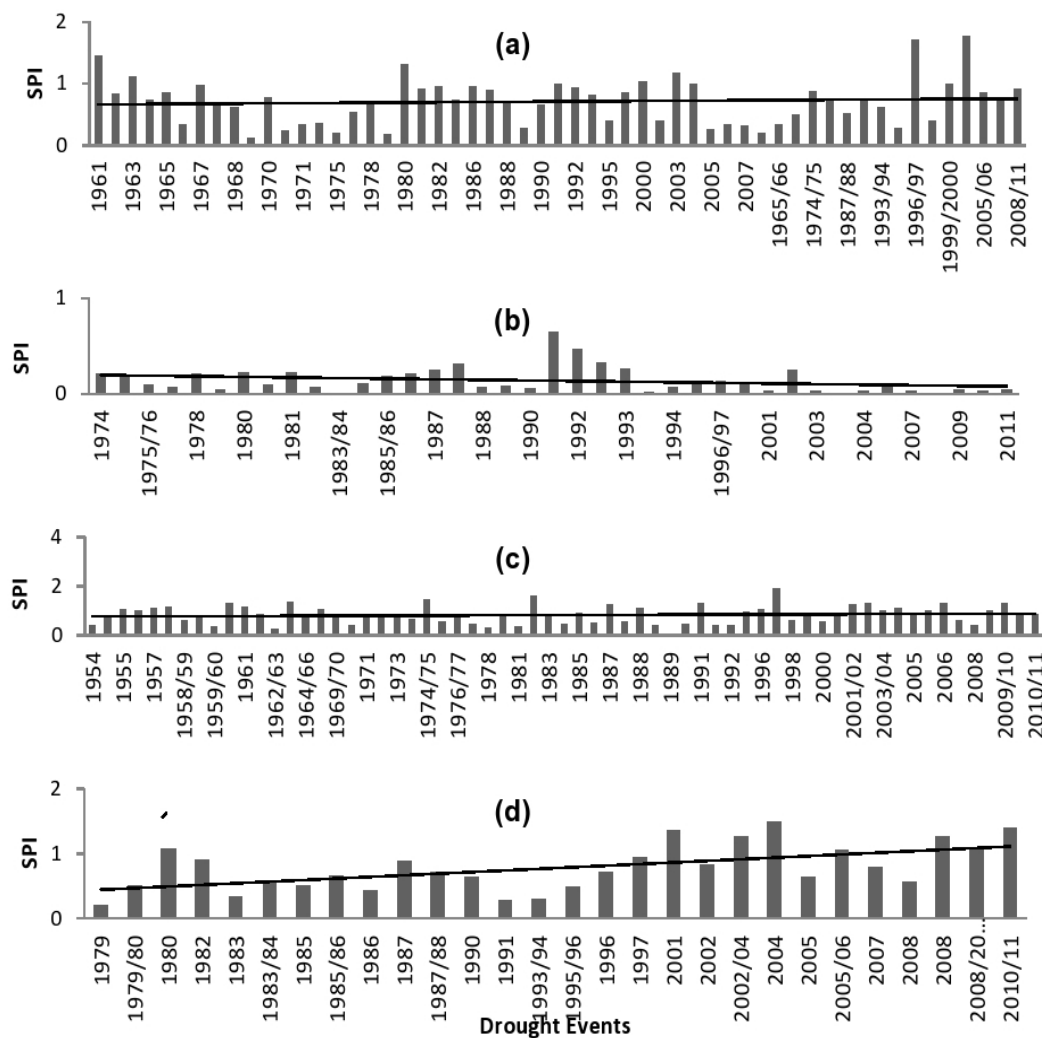 (a)
SPI
2
1
0
1961 1963 1965 1967 1968 1970 1971 1975 1978 1980 1982 1986 1988 1990 1992 1995 2000 2003 2005 2007 1965/66 1974/75 1987/88 1993/94 1996/97 1999/2000 2005/06 2008/11
(b)
SPI
1
0
1974 1975/76 1978 1980 1981 1983/84 1985/86 1987 1988 1990 1992 1993 1994 1996/97 2001 2003 2004 2007 2009 2011
(c)
SPI
4
2
0
1954 1955 1957 1958/59 1959/60 1961 1962/63 1964/66 1969/70 1971 1973 1974/75 1976/77 1978 1981 1983 1985 1987 1988 1989 1991 1992 1996 1998 2000 2001/02 2003/04 2005 2006 2008 2009/10 2010/11
(d)
SPI
2
1
0
1979 1979/80 1980 1982 1983 1983/84 1985 1985/86 1986 1987 1987/88 1990 1991 1993/94 1995/96 1996 1997 2001 2002 2002/04 2004 2005 2005/06 2007 2008 2008 2008/20... 2010/11
Drought Events